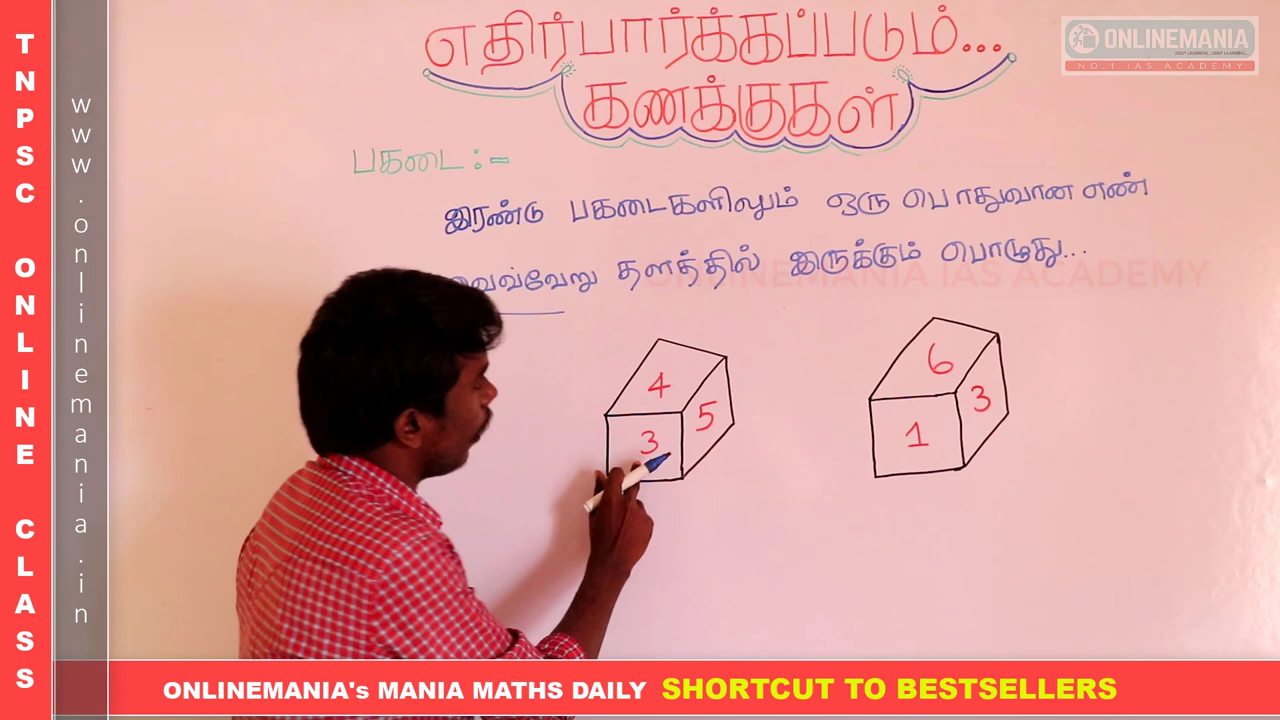 TNPSC ONLINE CLASS
www.onlinemania.in
ONLINEMANIA
NO.1 IAS ACADEMY
எதிர்பார்க்கப்படும்...
கணக்குகள்
பகடை :-
இரண்டு பகடைகளிலும் ஒரு பொதுவான எண்
வெவ்வேறு தளத்தில் இருக்கும் பொழுது...
ONLINEMANIA IAS ACADEMY
4
3 5
6
1 3
ONLINEMANIA's MANIA MATHS DAILY SHORTCUT TO BESTSELLERS